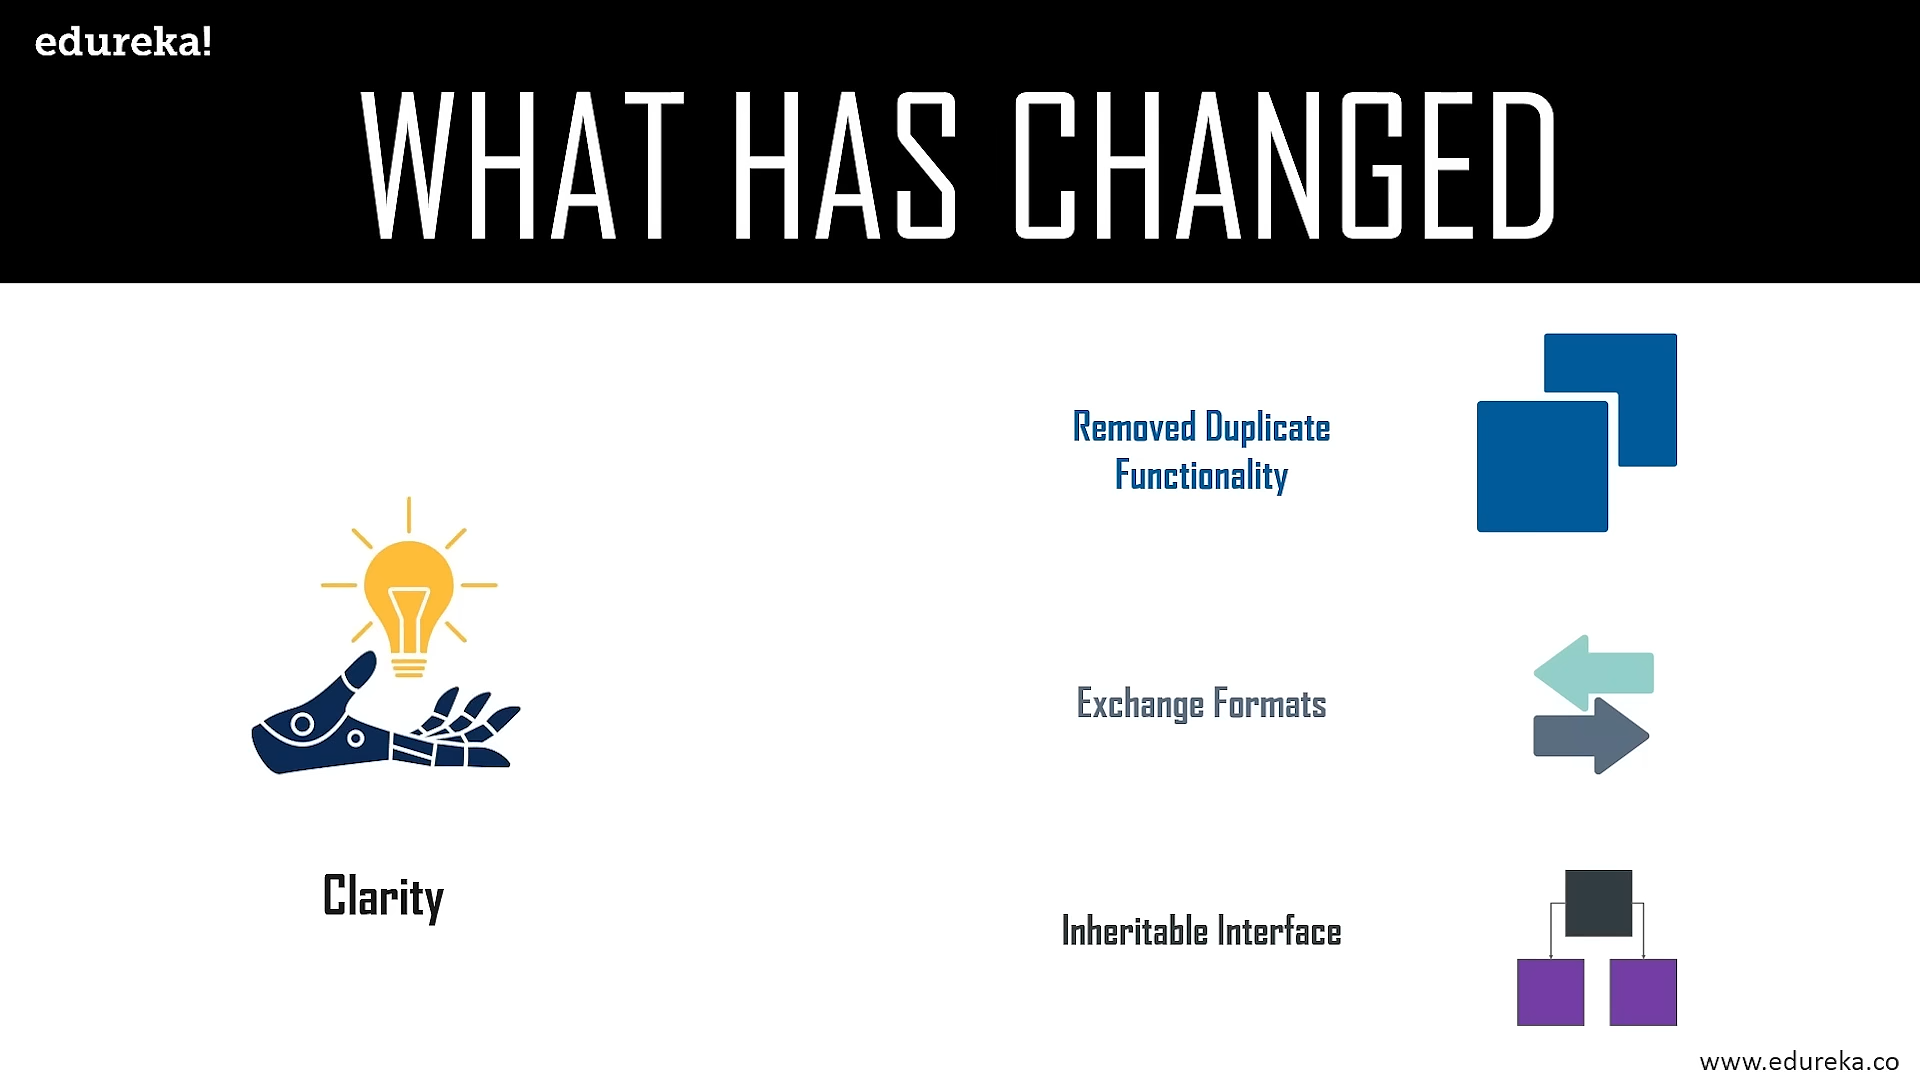 edureka!
WHAT HAS CHANGED
Clarity
Removed Duplicate
Functionality
Exchange Formats
Inheritable Interface
www.edureka.co